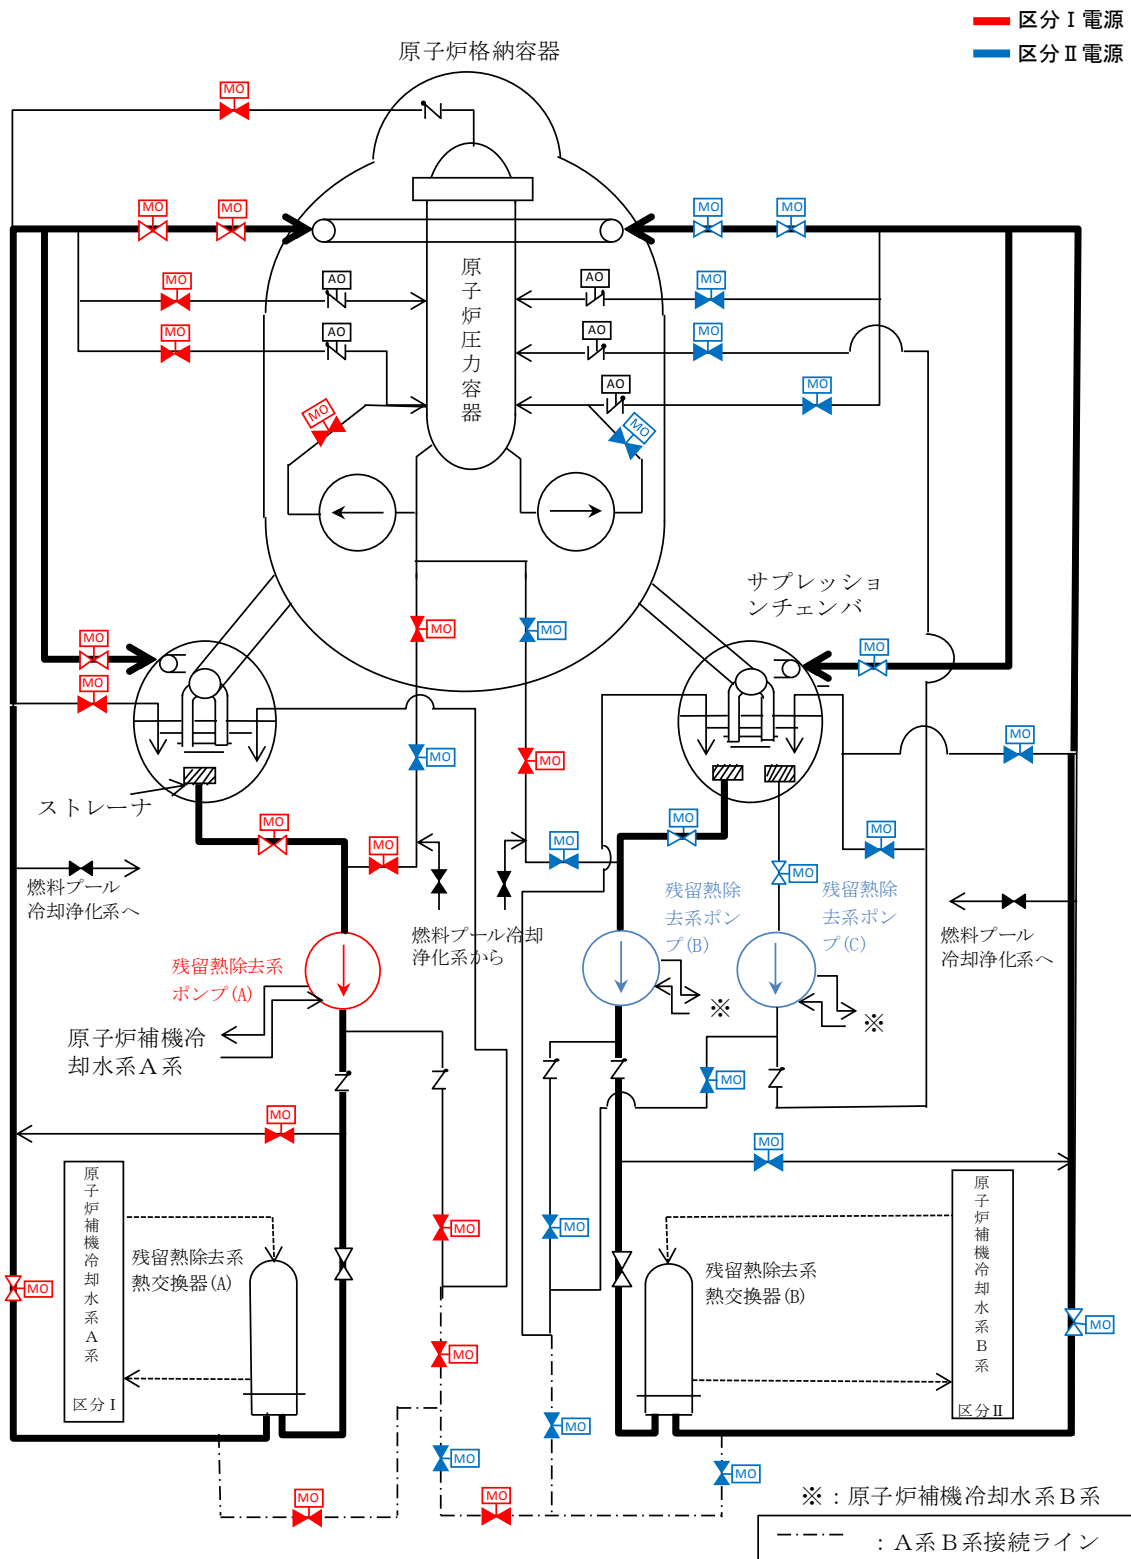 区分Ⅰ電源
区分Ⅱ電源
原子炉格納容器
MO
MO
MO
MO
MO
MO
AO
AO
MO
MO
AO
AO
MO
MO
AO
MO
原子炉圧力容器
MO
MO
サプレッショ
ンチェンバ
MO
MO
MO
MO
MO
MO
MO
MO
ストレーナ
MO
MO
MO
MO
MO
MO
燃料プール
冷却浄化系へ
燃料プール冷却
浄化系から
残留熱除
去系ポン
プ(B)
残留熱除
去系ポン
プ(C)
燃料プール
冷却浄化系へ
残留熱除去系
ポンプ(A)
※
※
原子炉補機冷
却水系A系
MO
MO
MO
原子炉補機冷却水系A系
区分Ⅰ
残留熱除去系
熱交換器(A)
MO
MO
MO
残留熱除去系
熱交換器(B)
原子炉補機冷却水系B系
区分Ⅱ
MO
MO
MO
MO
MO
MO
MO
※：原子炉補機冷却水系B系
：A系B系接続ライン